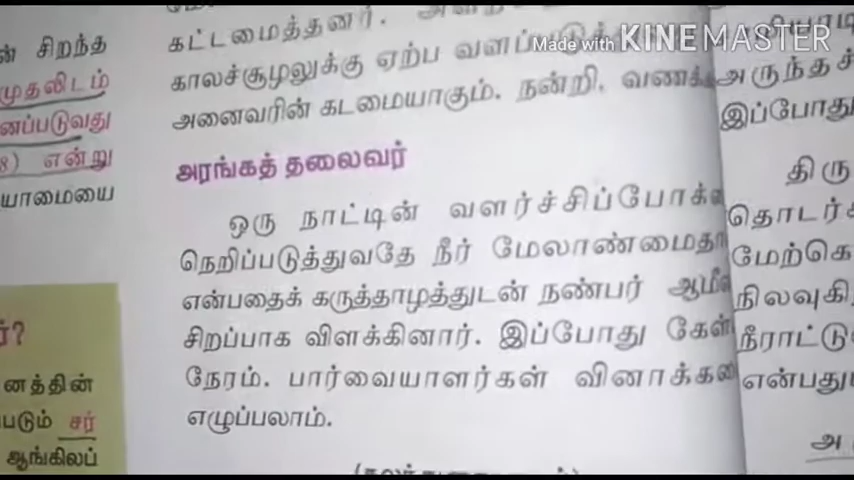 Made with KINEMASTER
ன் சிறந்த
முதலிடம்
னப்படுவது
என்று
யாமையை
ர்?
னத்தின்
படும் சர்
ஆங்கிலப்
கட்டமைத்தனர்.
காலச்சூழலுக்கு ஏற்ப
அனைவரின் கடமையாகும். நன்றி, வணக்
அரங்கத் தலைவர்
ஒரு நாட்டின் வளர்ச்சிப்போக்
நெறிப்படுத்துவதே நீர் மேலாண்மைதா
என்பதைக் கருத்தாழத்துடன் நண்பர் ஆமீ
சிறப்பாக விளக்கினார். இப்போது கேள்
நேரம். பார்வையாளர்கள் வினாக்க
எழுப்பலாம்.
அருந்தச்
இப்போது
திரு
தொடர்
மேற்கொ
நிலவுகி
நீராட்டு
என்பது
அ